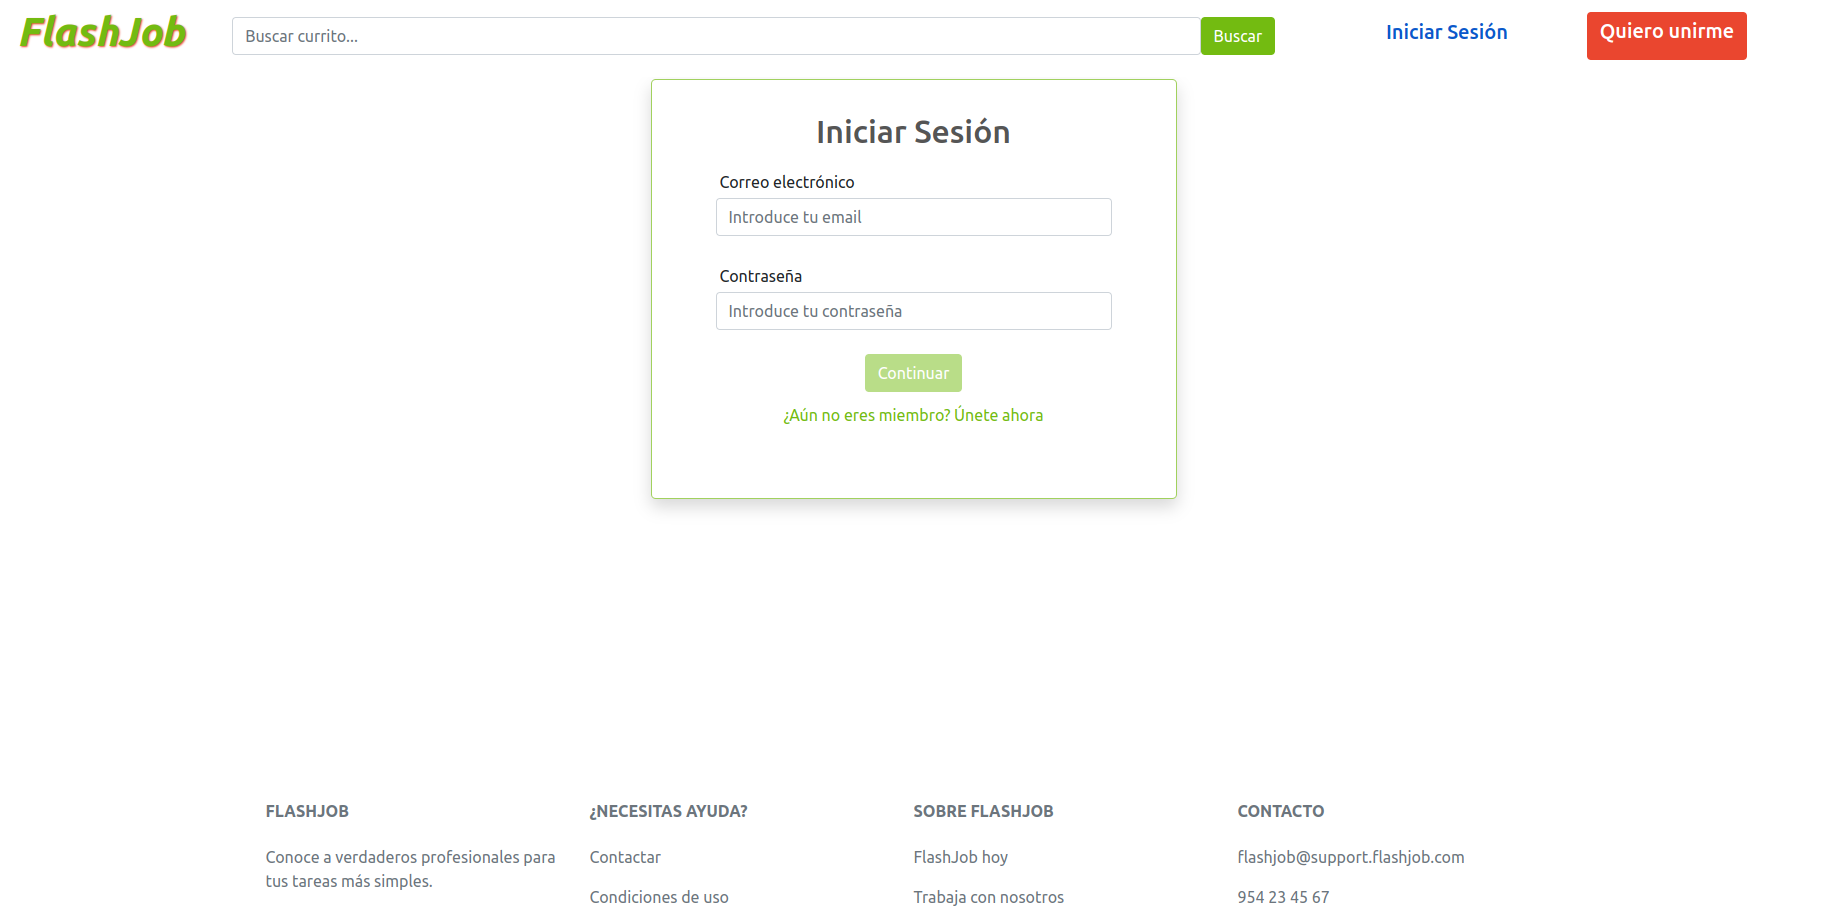 FlashJob
Buscar currito...
Buscar
Iniciar Sesión
Quiero unirme
Iniciar Sesión
Correo electrónico
Introduce tu email
Contraseña
Introduce tu contraseña
Continuar
¿Aún no eres miembro? Únete ahora
FLASHJOB
Conoce a verdaderos profesionales para
tus tareas más simples.
¿NECESITAS AYUDA?
Contactar
Condiciones de uso
SOBRE FLASHJOB
FlashJob hoy
Trabaja con nosotros
CONTACTO
flashjob@support.flashjob.com
954 23 45 67